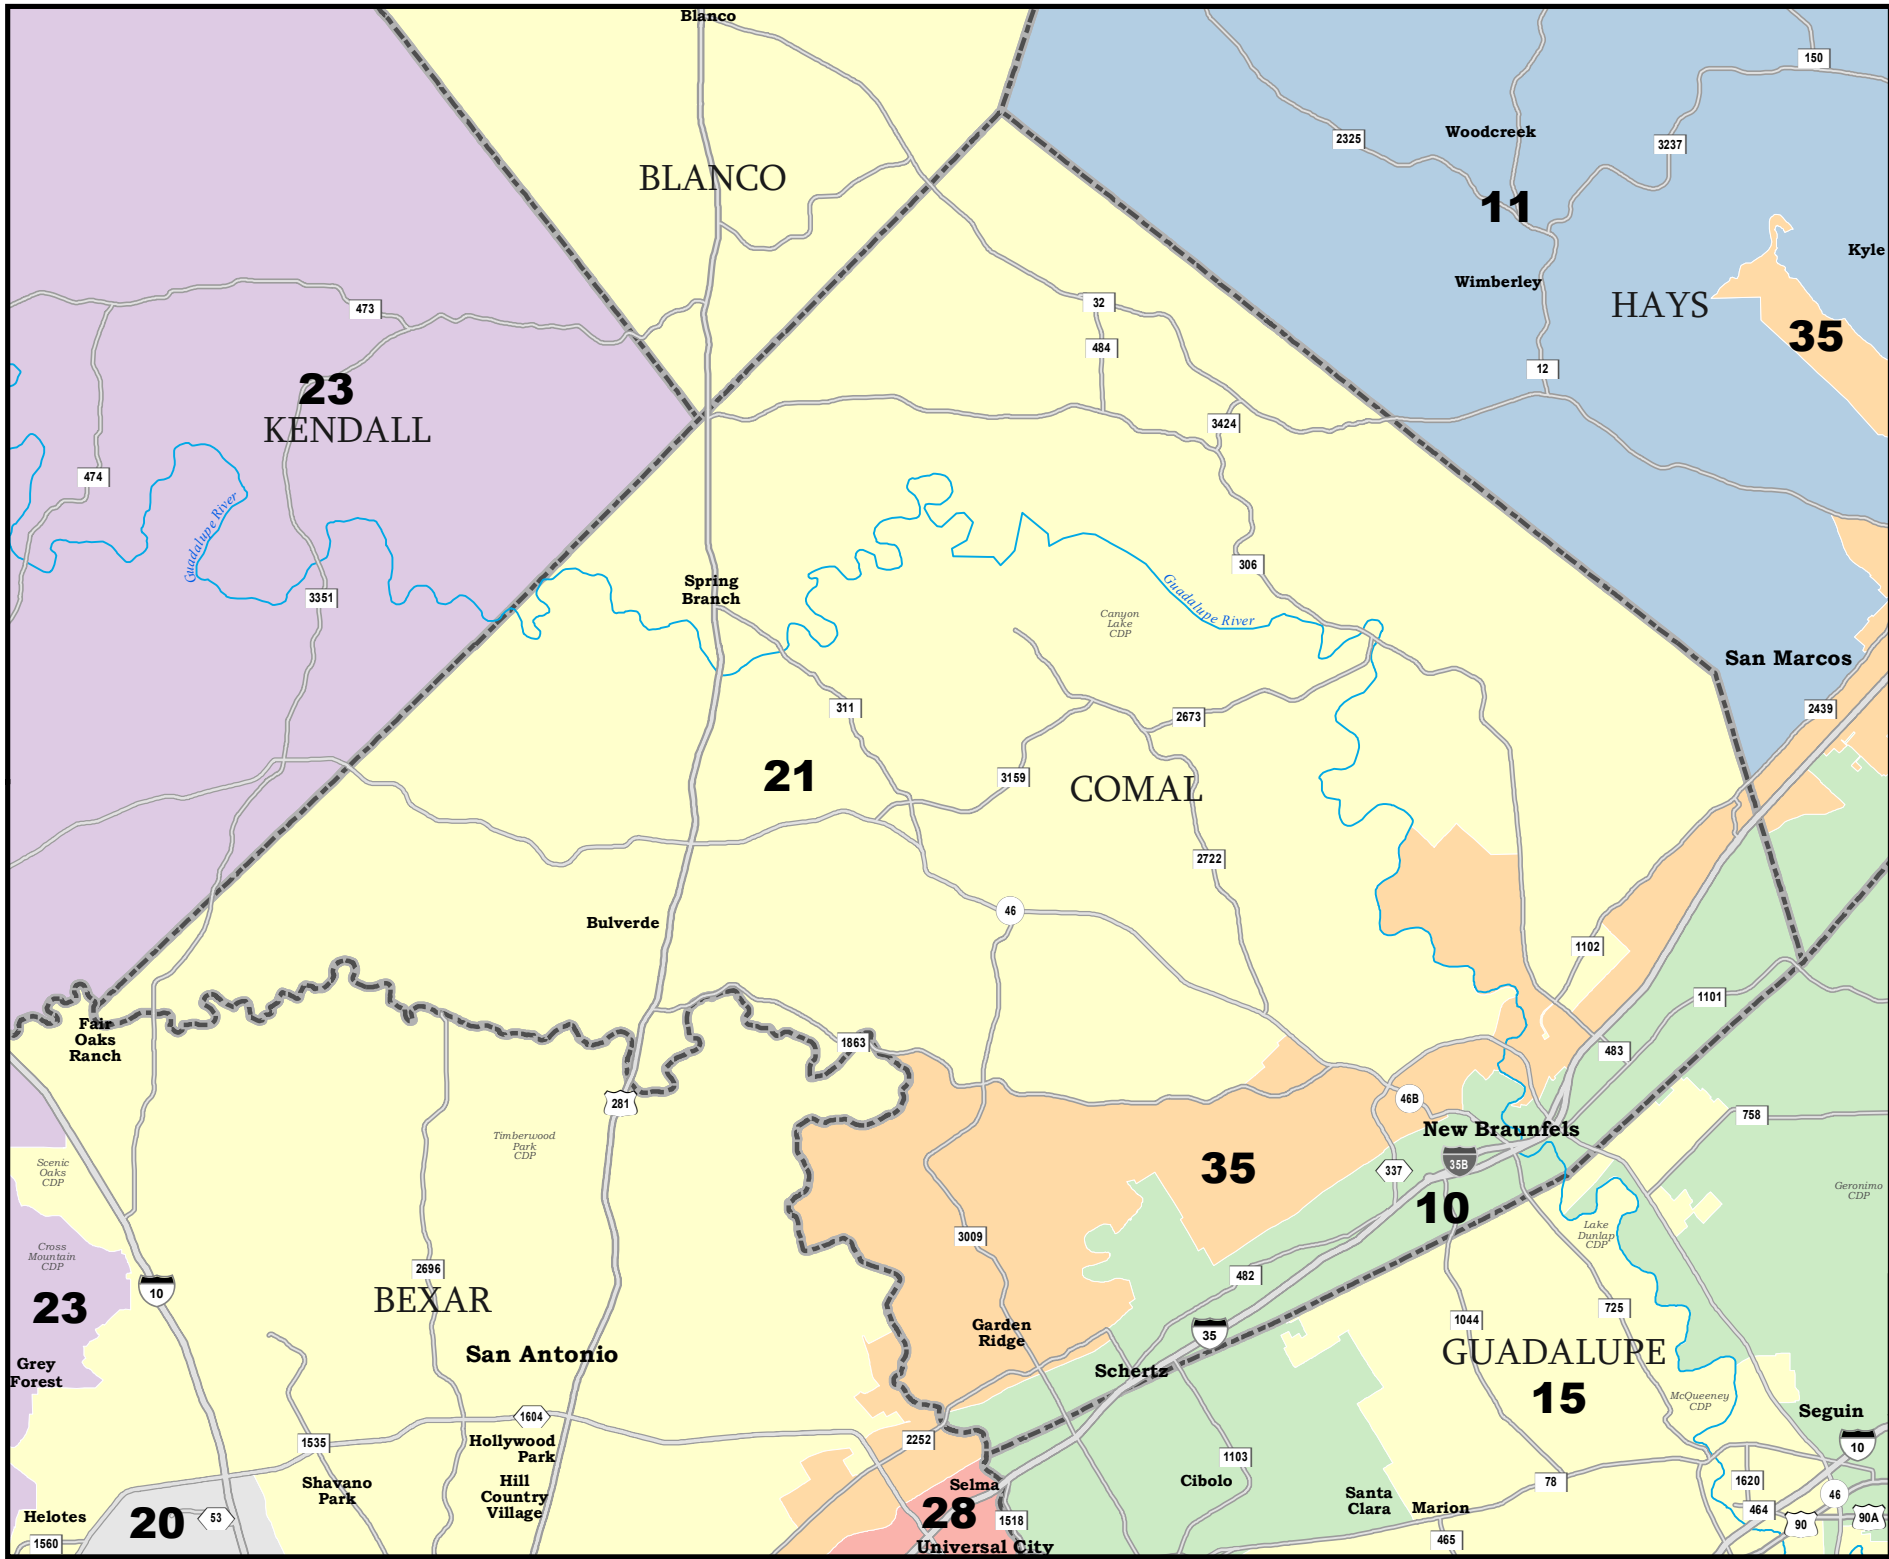 Blanco
150
2325
Woodcreek
3237
BLANCO
11
Kyle
Wimberley
HAYS
473
32
35
484
12
23
KENDALL
3424
474
Guadalupe River
306
Spring
Branch
Guadalupe River
3351
Canyon
Lake
CDP
San Marcos
311
2673
2439
21
3159
COMAL
2722
46
Bulverde
1102
1101
Fair
Oaks
Ranch
1863
483
281
46B
758
Timberwood
Park
CDP
New Braunfels
Scenic
Oaks
CDP
35
337
35B
Geronimo
CDP
10
Cross
Mountain
CDP
3009
Lake
Dunlap
CDP
2696
482
10
BEXAR
23
725
1044
Garden
Ridge
35
GUADALUPE
San Antonio
Grey
Forest
Schertz
15
McQueeney
CDP
Seguin
1604
1535
Hollywood
Park
2252
10
1103
Shavano
Park
Hill
Country
Village
Selma
Cibolo
78
1620
Santa
Clara
Marion
46
Helotes
20
53
28
1518
464
90
90A
1560
Universal City
465